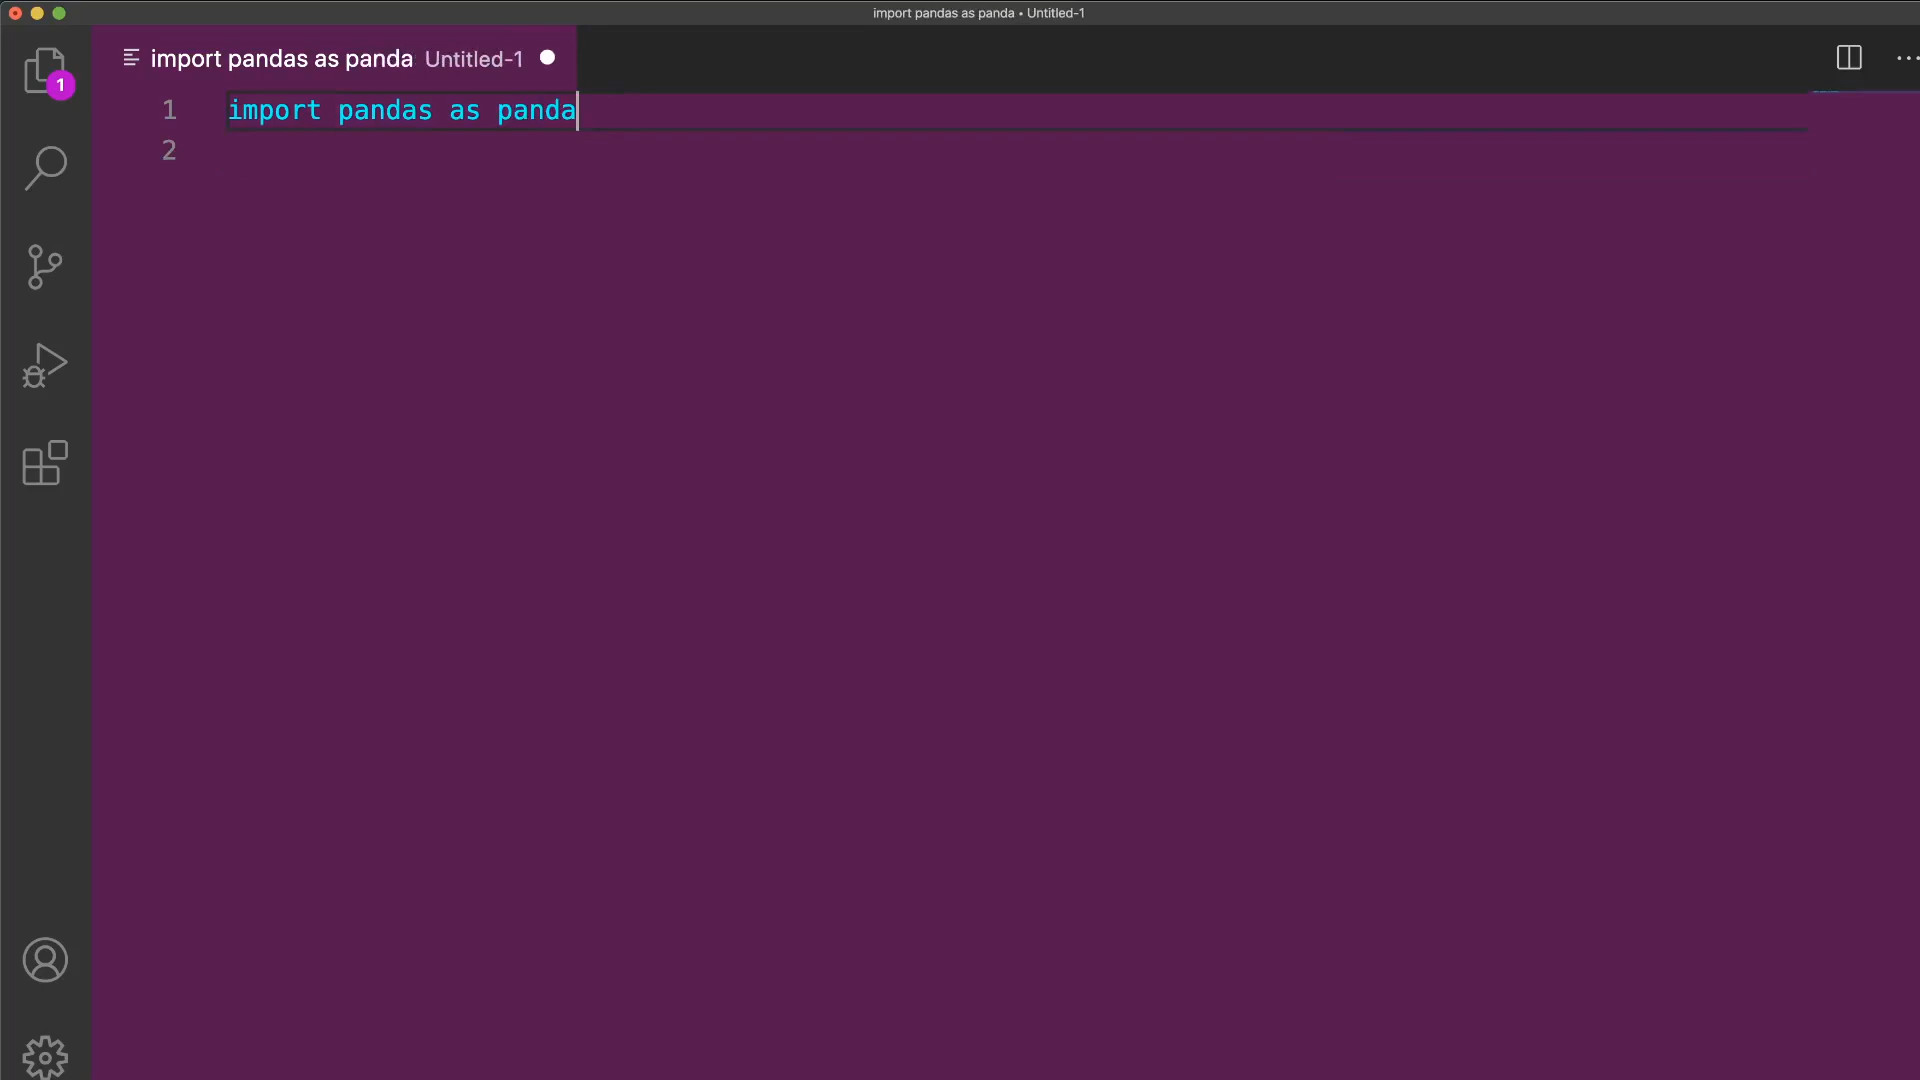 import pandas as panda • Untitled-1
import pandas as panda Untitled-1
1
1 import pandas as panda
2